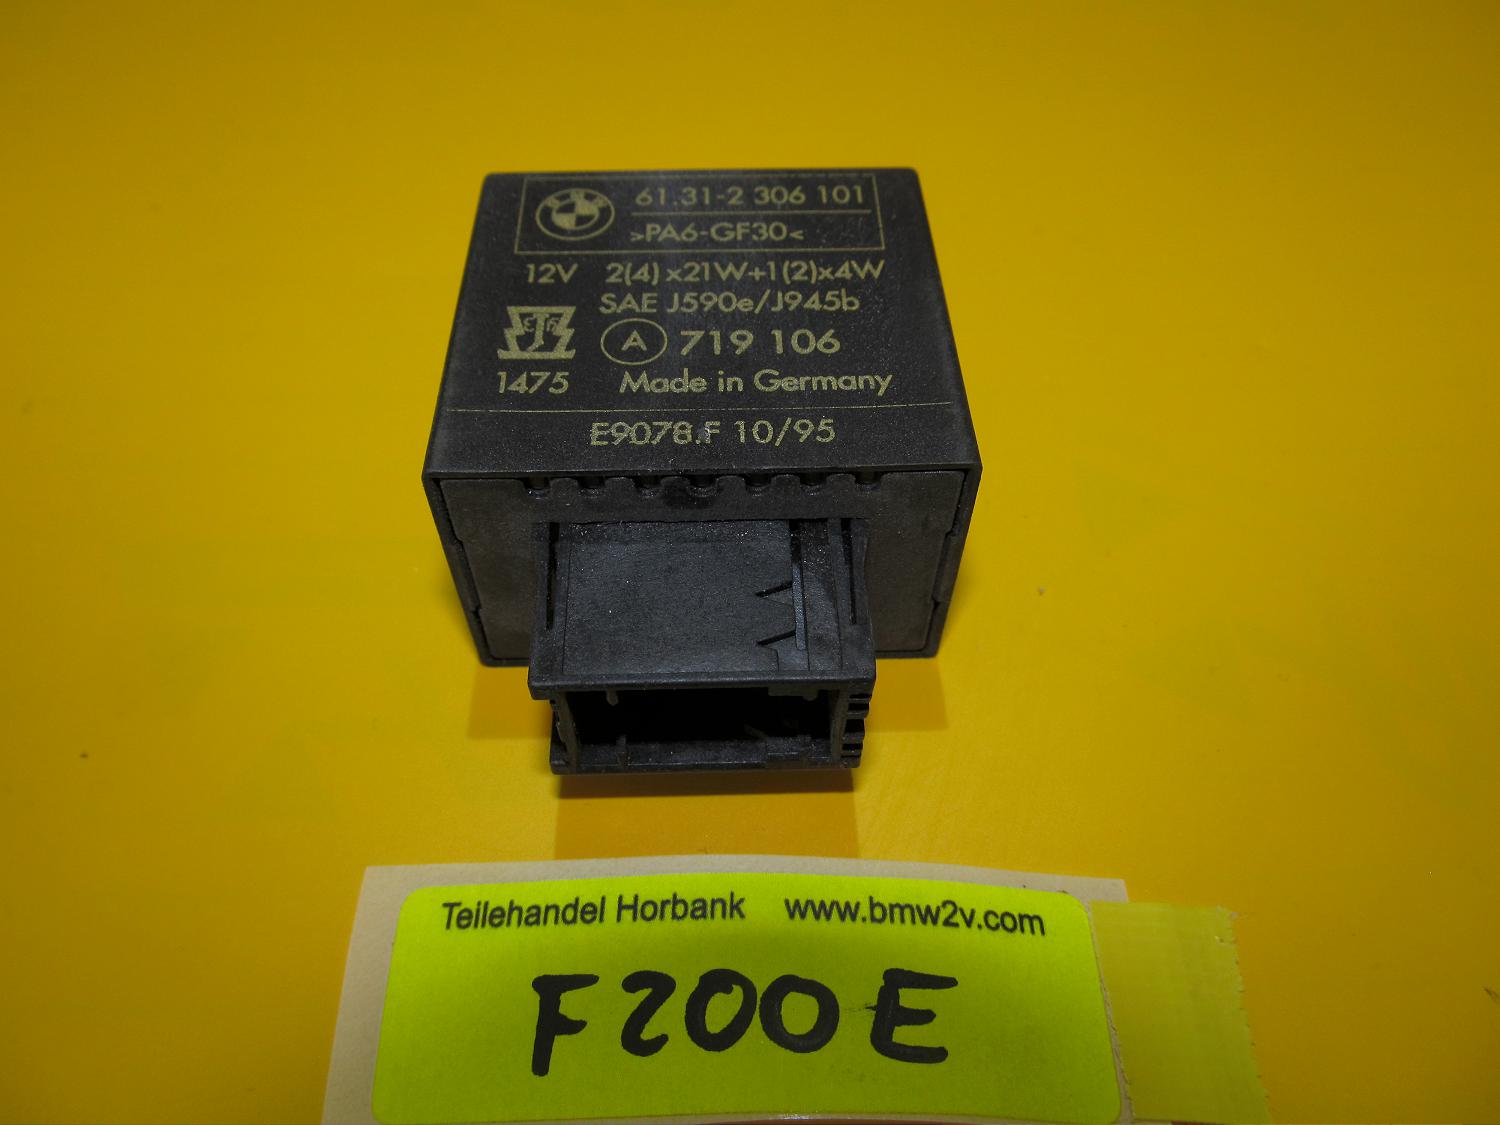 61.31-2 306 101
>PA6-GF30<
12V 2(4)x21W+1(2)x4W
SAE J590e/J945b
A 719 106
1475 Made in Germany
E9078.F 10/95
Teilehandel Horbank www.bmw2v.com
F200E